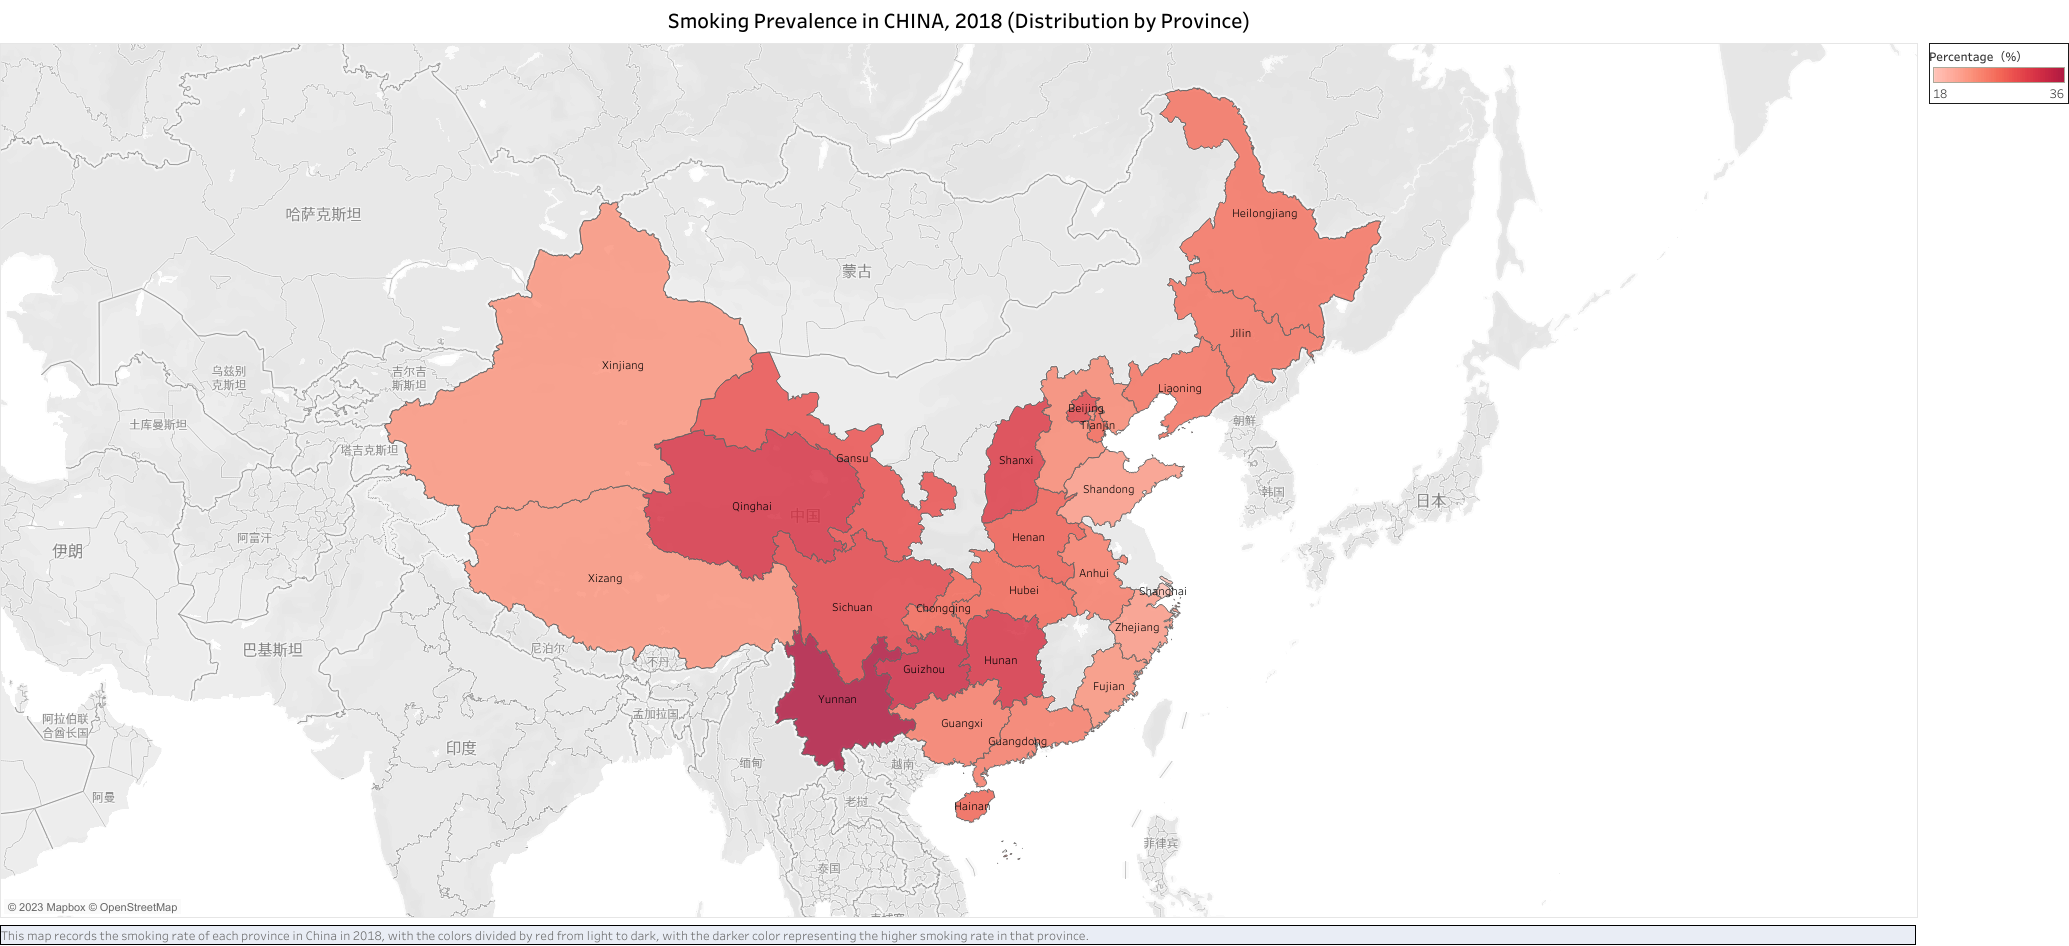 Smoking Prevalence in CHINA, 2018 (Distribution by Province)
Percentage (%)
18 36
Heilongjiang
哈萨克斯坦
蒙古
Jilin
Xinjiang
乌兹别
克斯坦
吉尔吉
斯斯坦
Liaoning
Beijing
土库曼斯坦
Tianjin
朝鲜
塔吉克斯坦
Gansu
Shanxi
Shandong
韩国
日本
Qinghai
中国
阿富汗
Henan
伊朗
Anhui
Xizang
Hubei
Shanghai
Sichuan
Chongqing
Zhejiang
巴基斯坦
尼泊尔
不丹
Guizhou
Hunan
Fujian
Yunnan
孟加拉国
阿拉伯联
合酋长国
Guangxi
Guangdong
印度
缅甸
越南
阿曼
老挝
Hainan
菲律宾
泰国
© 2023 Mapbox © OpenStreetMap
This map records the smoking rate of each province in China in 2018, with the colors divided by red from light to dark, with the darker color representing the higher smoking rate in that province.